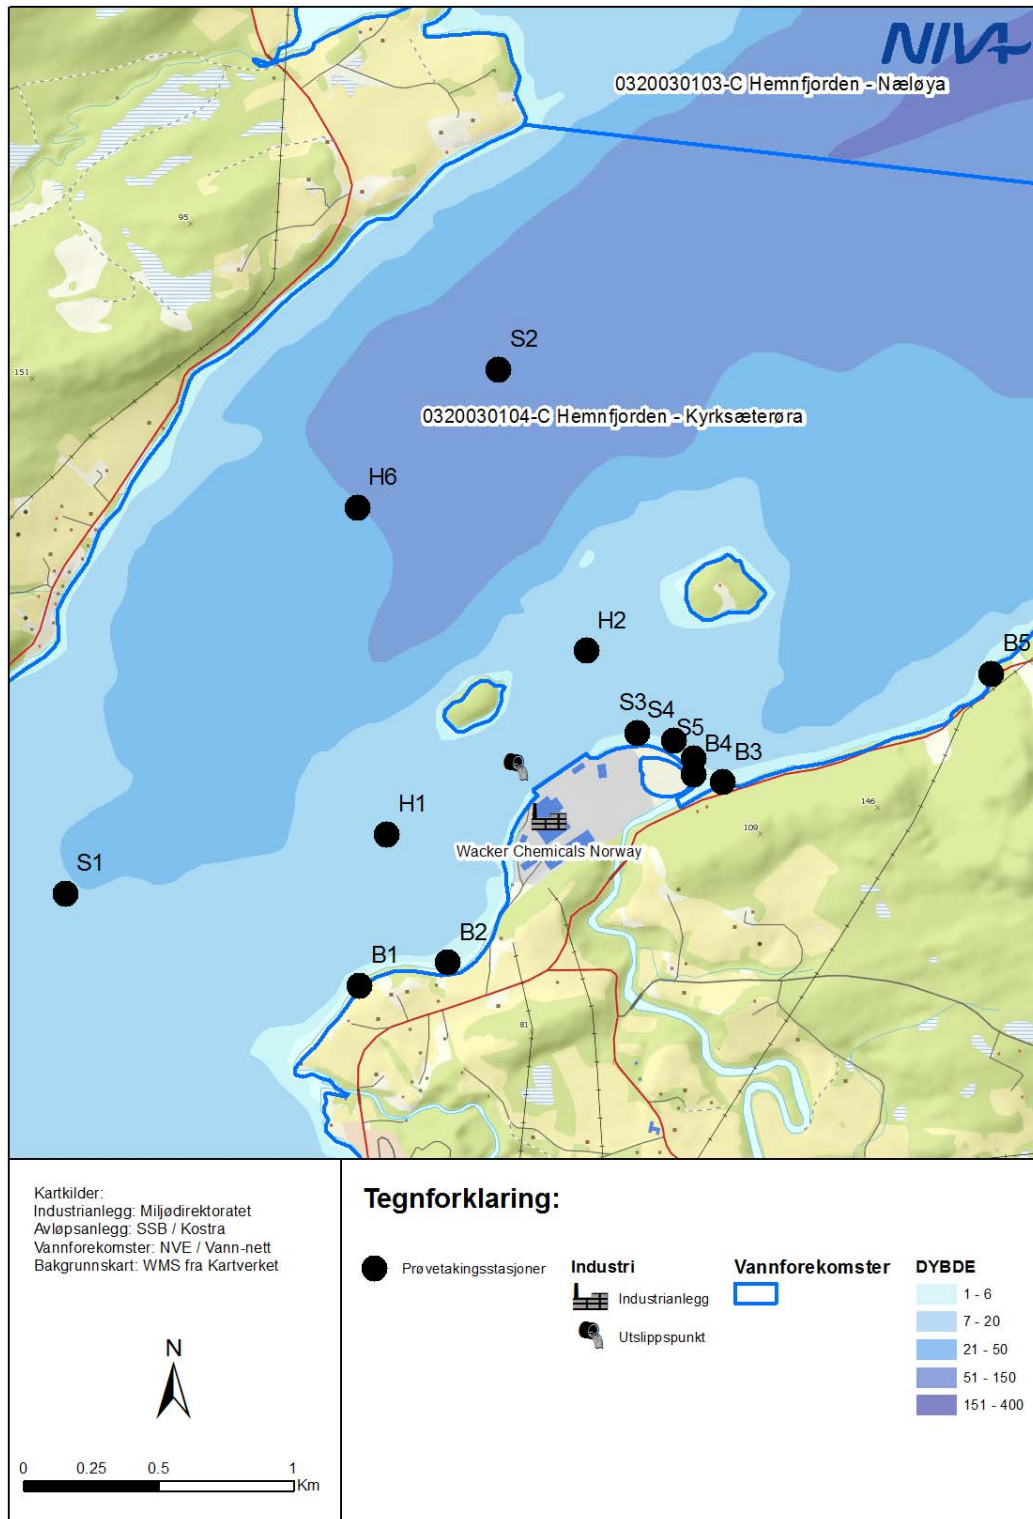 NIVA
0320030103-C Hemnfjorden - Næløya
95
151
S2
0320030104-C Hemnfjorden - Kyrksæterøra
H6
H2
B5
S3
S4
S5
B4
B3
H1
146
109
Wacker Chemicals Norway
S1
B1
B2
81
Kartkilder:
Industrianlegg: Miljødirektoratet
Avløpsanlegg: SSB / Kostra
Vannforekomster: NVE / Vann-nett
Bakgrunnskart: WMS fra Kartverket
N
0 0.25 0.5 1
Km
Tegnforklaring:
Prøvetakingsstasjoner
Industri
Industrianlegg
Utslippspunkt
Vannforekomster
DYBDE
1 - 6
7 - 20
21 - 50
51 - 150
151 - 400